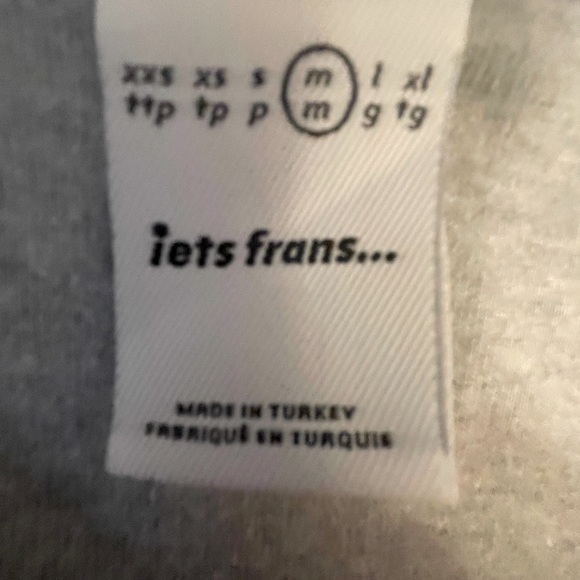 xxs xs s m l xl
ttp tp p m g tg
iets frans...
MADE IN TURKEY
FABRIQUÉ EN TURQUIE